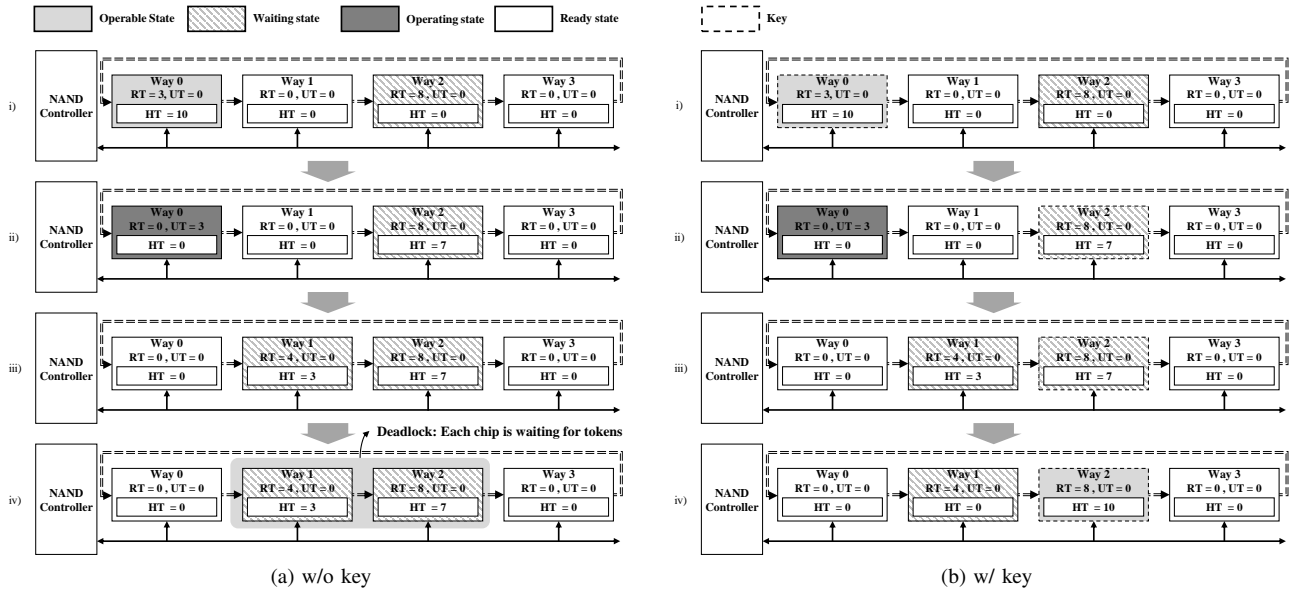 Operable State
Waiting state
Operating state
Ready state
Key
i)
NAND
Controller
Way 0
RT = 3, UT = 0
HT = 10
Way 1
RT = 0 , UT = 0
HT = 0
Way 2
RT = 8 , UT = 0
HT = 0
Way 3
RT = 0 , UT = 0
HT = 0
ii)
NAND
Controller
Way 0
RT = 0 , UT = 3
HT = 0
Way 1
RT = 0 , UT = 0
HT = 0
Way 2
RT = 8 , UT = 0
HT = 7
Way 3
RT = 0 , UT = 0
HT = 0
iii)
NAND
Controller
Way 0
RT = 0 , UT = 0
HT = 0
Way 1
RT = 4 , UT = 0
HT = 3
Way 2
RT = 8 , UT = 0
HT = 7
Way 3
RT = 0 , UT = 0
HT = 0
Deadlock: Each chip is waiting for tokens
iv)
NAND
Controller
Way 0
RT = 0 , UT = 0
HT = 0
Way 1
RT = 4 , UT = 0
HT = 3
Way 2
RT = 8 , UT = 0
HT = 7
Way 3
RT = 0 , UT = 0
HT = 0
(a) w/o key
i)
NAND
Controller
Way 0
RT = 3, UT = 0
HT = 10
Way 1
RT = 0 , UT = 0
HT = 0
Way 2
RT = 8 , UT = 0
HT = 0
Way 3
RT = 0 , UT = 0
HT = 0
ii)
NAND
Controller
Way 0
RT = 0 , UT = 3
HT = 0
Way 1
RT = 0 , UT = 0
HT = 0
Way 2
RT = 8 , UT = 0
HT = 7
Way 3
RT = 0 , UT = 0
HT = 0
iii)
NAND
Controller
Way 0
RT = 0 , UT = 0
HT = 0
Way 1
RT = 4 , UT = 0
HT = 3
Way 2
RT = 8 , UT = 0
HT = 7
Way 3
RT = 0 , UT = 0
HT = 0
iv)
NAND
Controller
Way 0
RT = 0 , UT = 0
HT = 0
Way 1
RT = 4 , UT = 0
HT = 0
Way 2
RT = 8 , UT = 0
HT = 10
Way 3
RT = 0 , UT = 0
HT = 0
(b) w/ key